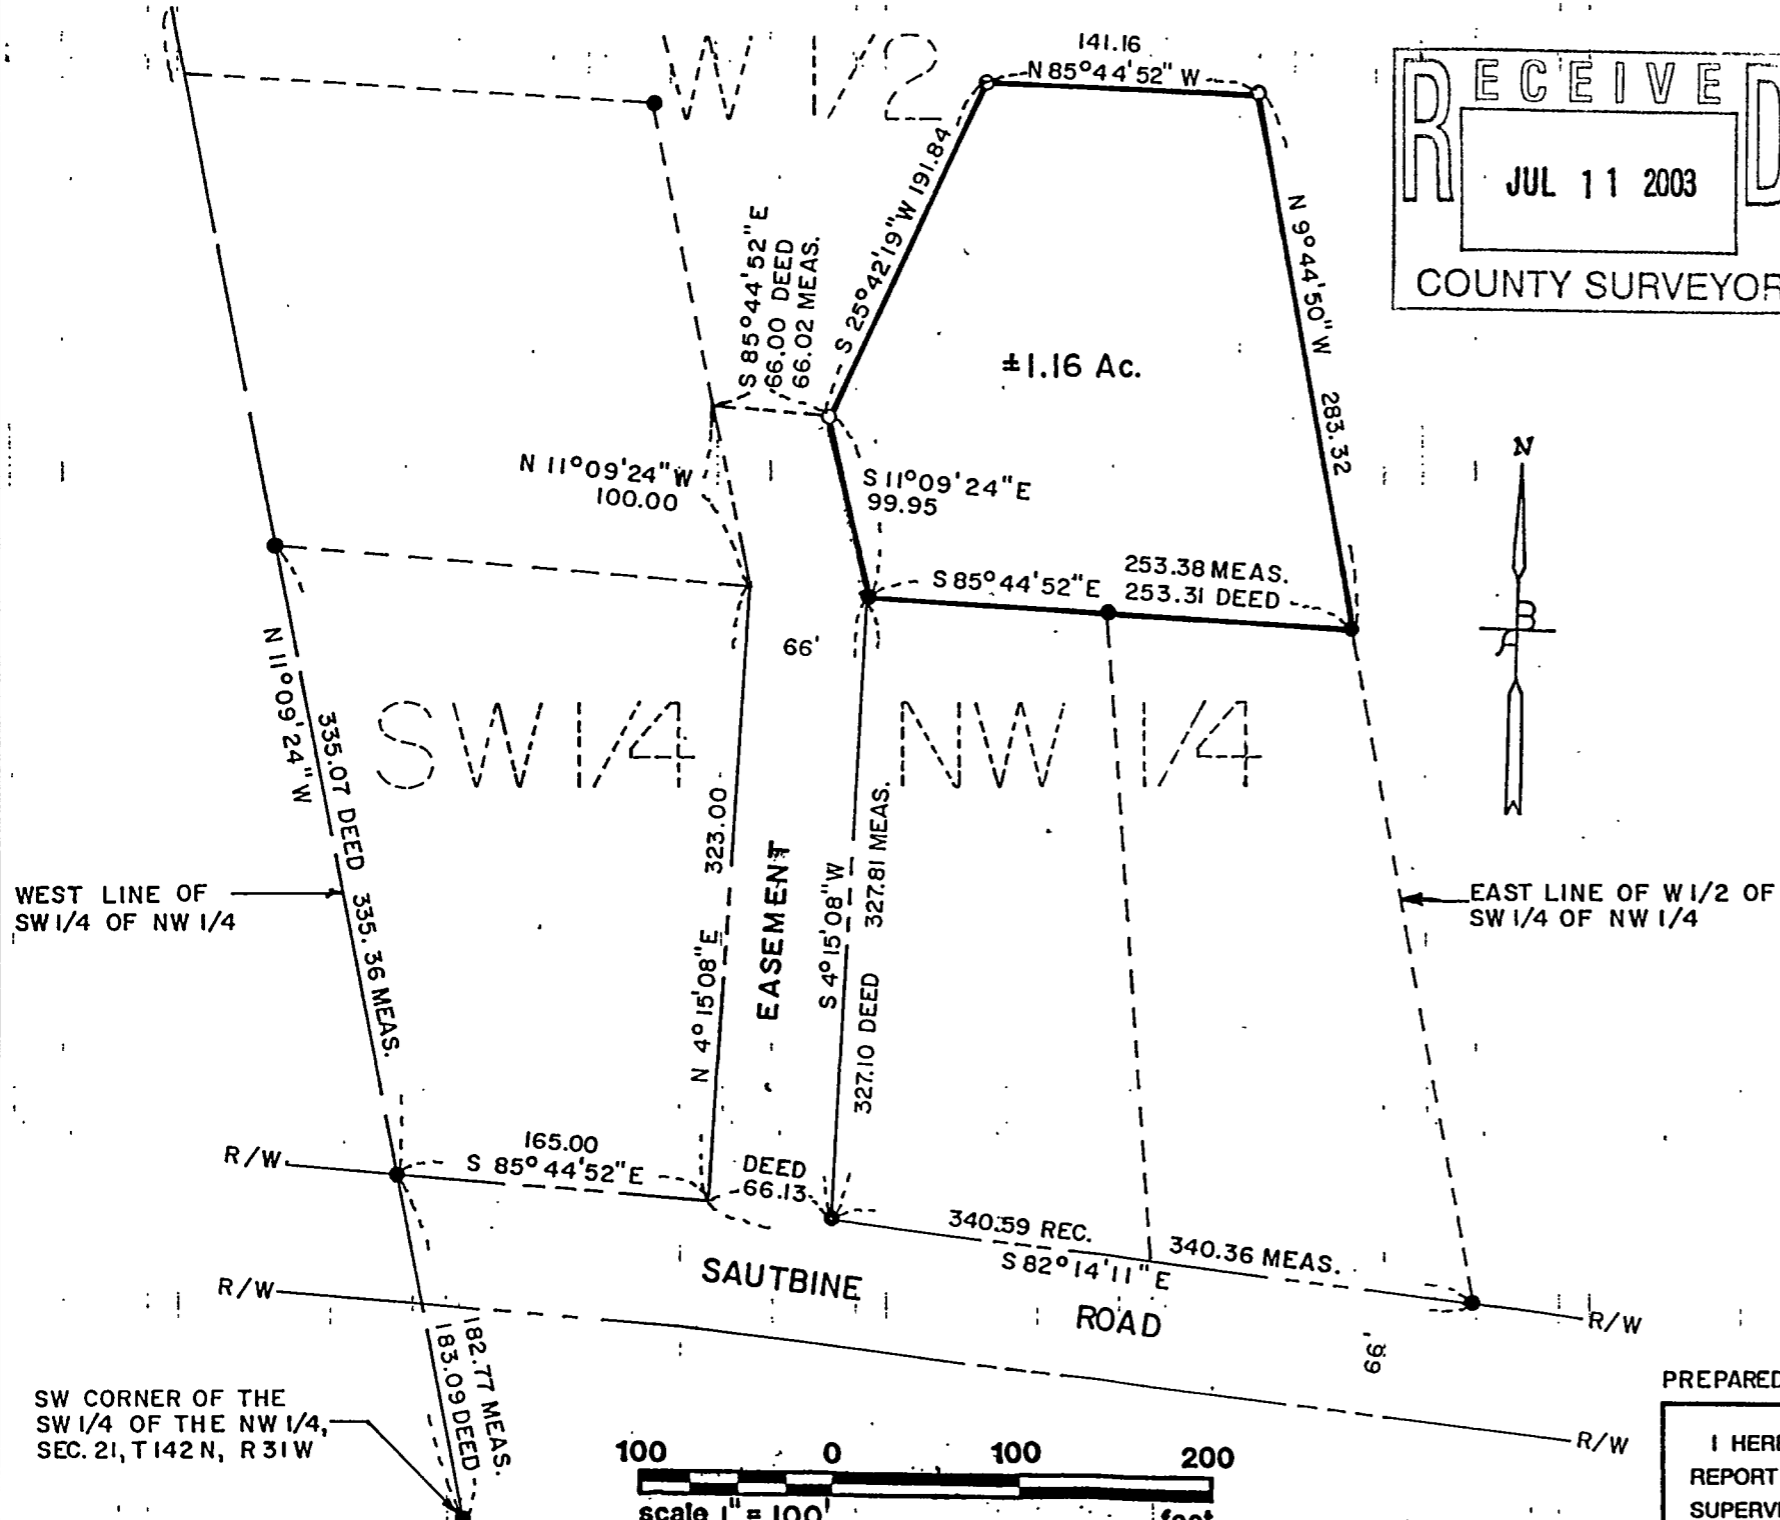 W 1/2
141.16
N 85°44'52" W
RECEIVED
JUL 11 2003
COUNTY SURVEYOR
S 25°42'19"W 191.84
N 9°44'50" W 283.32
S 85°44'52"E
66.00 DEED
66.02 MEAS.
±1.16 Ac.
N 11°09'24"W
100.00
S 11°09'24"E
99.95
N
253.38 MEAS.
S 85°44'52"E
253.31 DEED
66'
N 11°09'24"W
335.07 DEED 335.36 MEAS.
SW 1/4
NW 1/4
N 4°15'08"E 323.00
EASEMENT
S 4°15'08"W
327.10 DEED 327.81 MEAS.
WEST LINE OF
SW 1/4 OF NW 1/4
EAST LINE OF W 1/2 OF
SW 1/4 OF NW 1/4
R/W
165.00
S 85°44'52"E
DEED
66.13
340.59 REC.
340.36 MEAS.
S 82°14'11"E
R/W
SAUTBINE
ROAD
R/W
66'
182.77 MEAS.
183.09 DEED
SW CORNER OF THE
SW 1/4 OF THE NW 1/4,
SEC. 21, T 142 N, R 31 W
R/W
100 0 100 200
scale 1" = 100' feet
PREPARED
I HERE
REPORT
SUPERVI